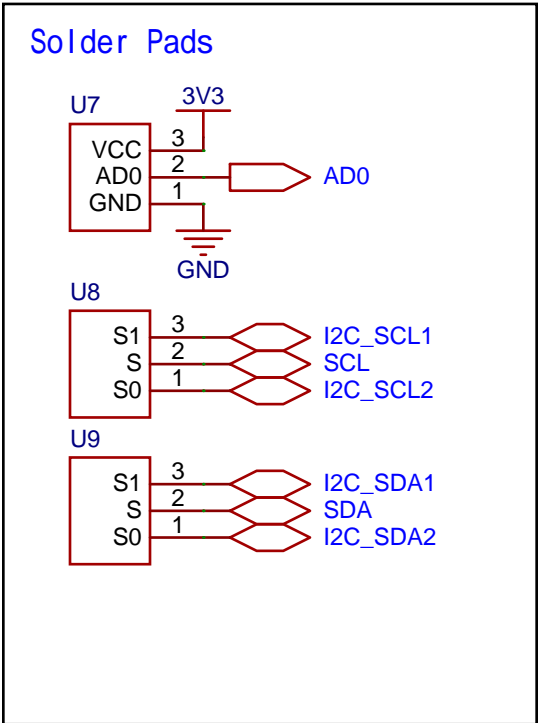 Solder Pads
U7
3V3
VCC 3
AD0 2 AD0
GND 1
GND
U8
S1 3 I2C_SCL1
S 2 SCL
S0 1 I2C_SCL2
U9
S1 3 I2C_SDA1
S 2 SDA
S0 1 I2C_SDA2